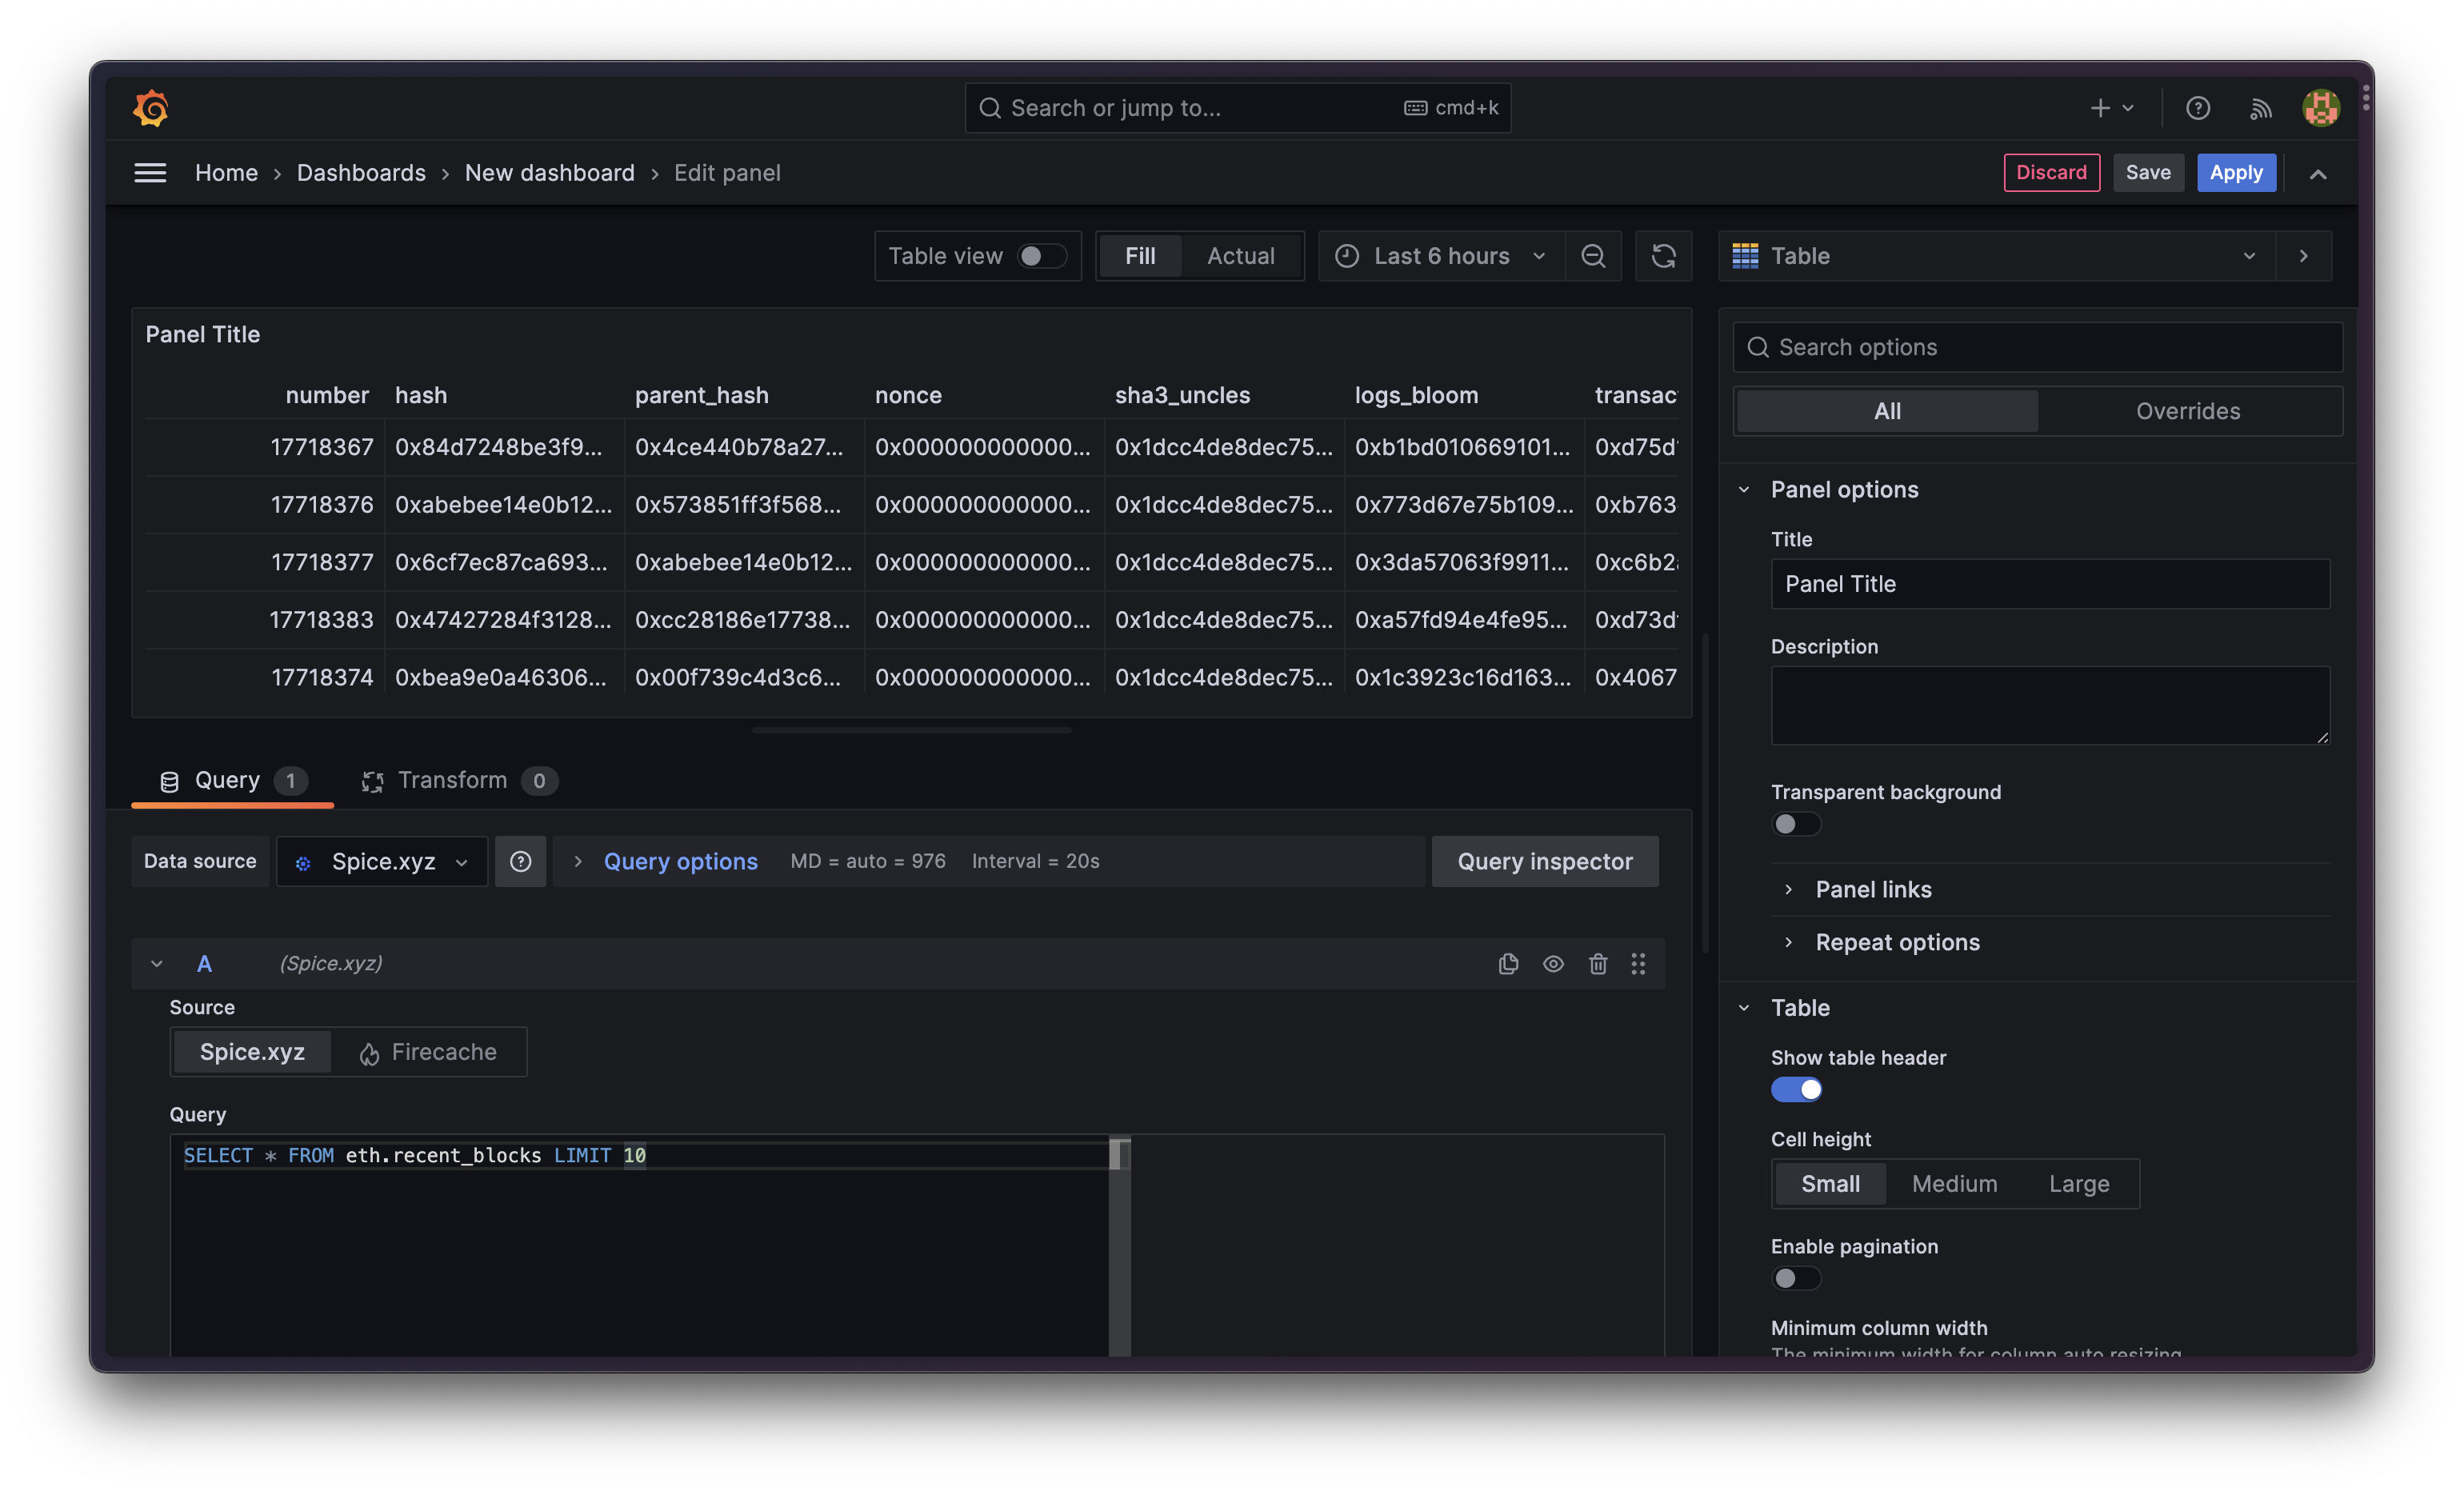 Search or jump to... cmd+k
Home › Dashboards › New dashboard › Edit panel Discard Save Apply
Table view Fill Actual Last 6 hours Table
Panel Title
number hash parent_hash nonce sha3_uncles logs_bloom transac
17718367 0x84d7248be3f9... 0x4ce440b78a27... 0x000000000000... 0x1dcc4de8dec75... 0xb1bd010669101... 0xd75d
17718376 0xabebee14e0b12... 0x573851ff3f568... 0x000000000000... 0x1dcc4de8dec75... 0x773d67e75b109... 0xb763
17718377 0x6cf7ec87ca693... 0xabebee14e0b12... 0x000000000000... 0x1dcc4de8dec75... 0x3da57063f9911... 0xc6b2
17718383 0x47427284f3128... 0xcc28186e17738... 0x000000000000... 0x1dcc4de8dec75... 0xa57fd94e4fe95... 0xd73d
17718374 0xbea9e0a46306... 0x00f739c4d3c6... 0x000000000000... 0x1dcc4de8dec75... 0x1c3923c16d163... 0x4067
Query 1 Transform 0
Data source Spice.xyz Query options MD = auto = 976 Interval = 20s Query inspector
A (Spice.xyz)
Source
Spice.xyz Firecache
Query
SELECT * FROM eth.recent_blocks LIMIT 10
Search options
All Overrides
Panel options
Title
Panel Title
Description
Transparent background
Panel links
Repeat options
Table
Show table header
Cell height
Small Medium Large
Enable pagination
Minimum column width
The minimum width for column auto resizing